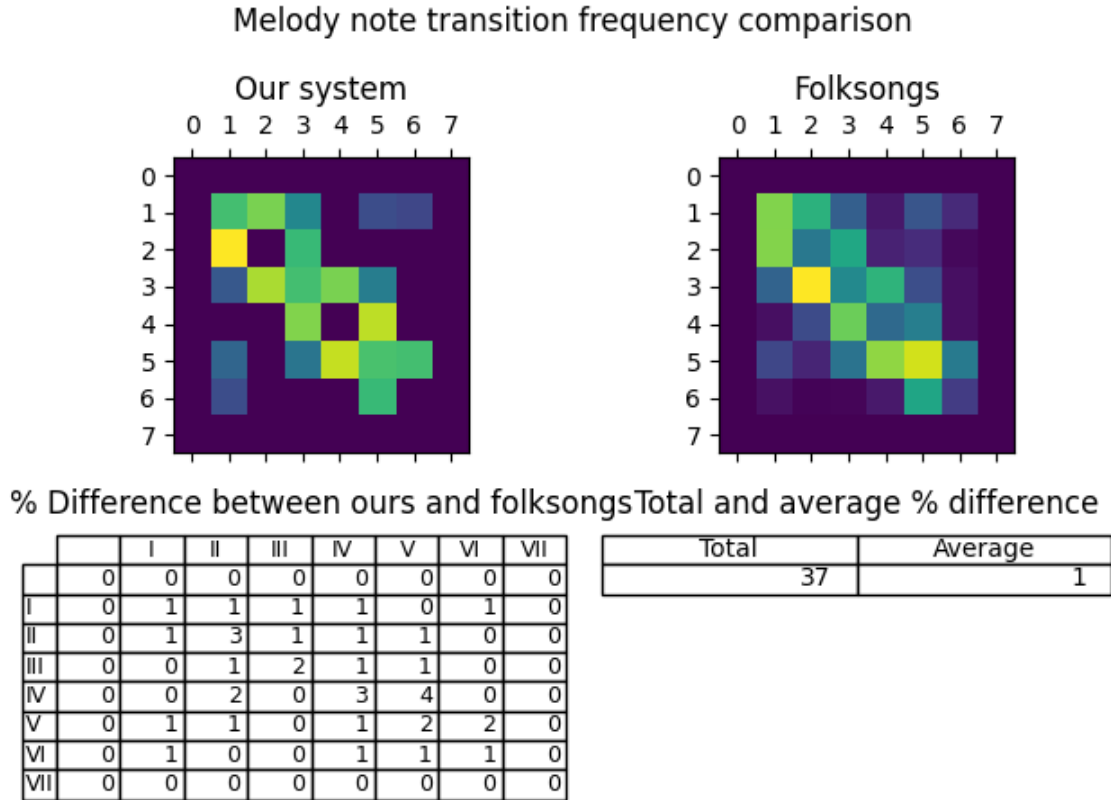 Melody note transition frequency comparison
Our system
0 1 2 3 4 5 6 7
0
1
2
3
4
5
6
7
Folksongs
0 1 2 3 4 5 6 7
0
1
2
3
4
5
6
7
% Difference between ours and folksongs
I II III IV V VI VII
0 0 0 0 0 0 0 0
I 0 1 1 1 1 0 1 0
II 0 1 3 1 1 1 0 0
III 0 0 1 2 1 1 0 0
IV 0 0 2 0 3 4 0 0
V 0 1 1 0 1 2 2 0
VI 0 1 0 0 1 1 1 0
VII 0 0 0 0 0 0 0 0
Total and average % difference
Total Average
37 1